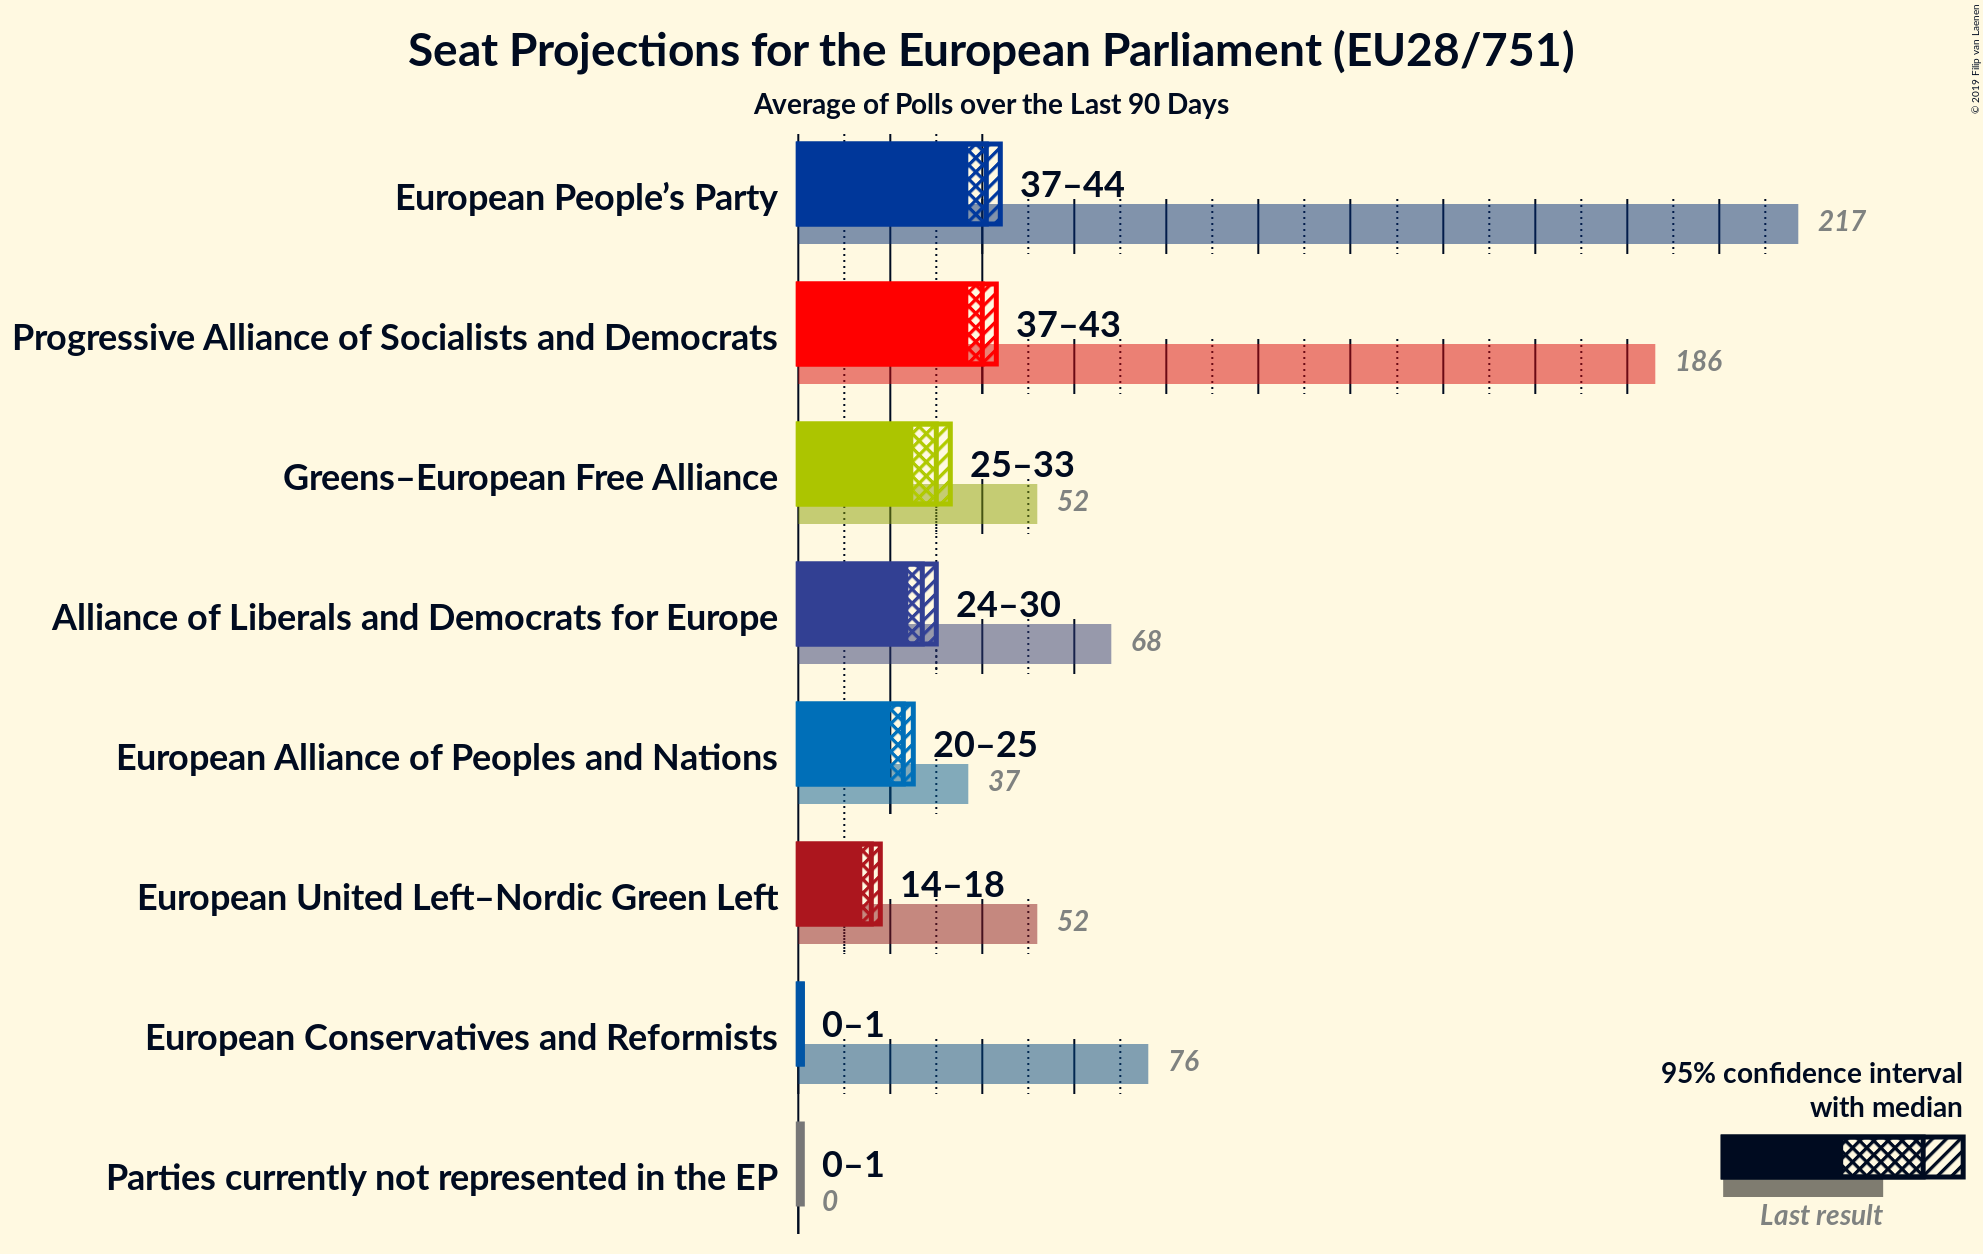 Seat Projections for the European Parliament (EU28/751)
Average of Polls over the Last 90 Days
© 2019 Filip van Laenen
European People’s Party
37–44
217
Progressive Alliance of Socialists and Democrats
37–43
186
Greens–European Free Alliance
25–33
52
Alliance of Liberals and Democrats for Europe
24–30
68
European Alliance of Peoples and Nations
20–25
37
European United Left–Nordic Green Left
14–18
52
European Conservatives and Reformists
0–1
76
Parties currently not represented in the EP
0–1
0
95% confidence interval
with median
Last result